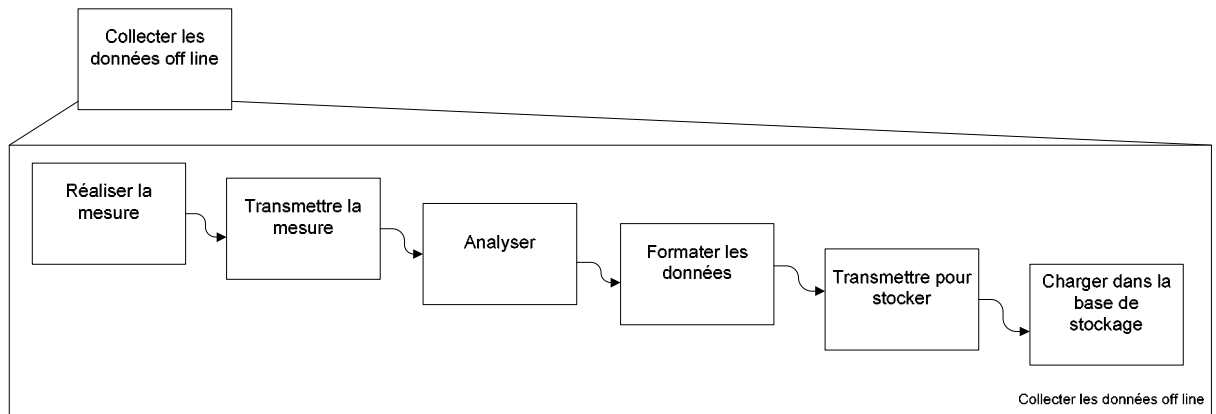 Collecter les
données off line
Réaliser la
mesure
Transmettre la
mesure
Analyser
Formater les
données
Transmettre pour
stocker
Charger dans la
base de
stockage
Collecter les données off line